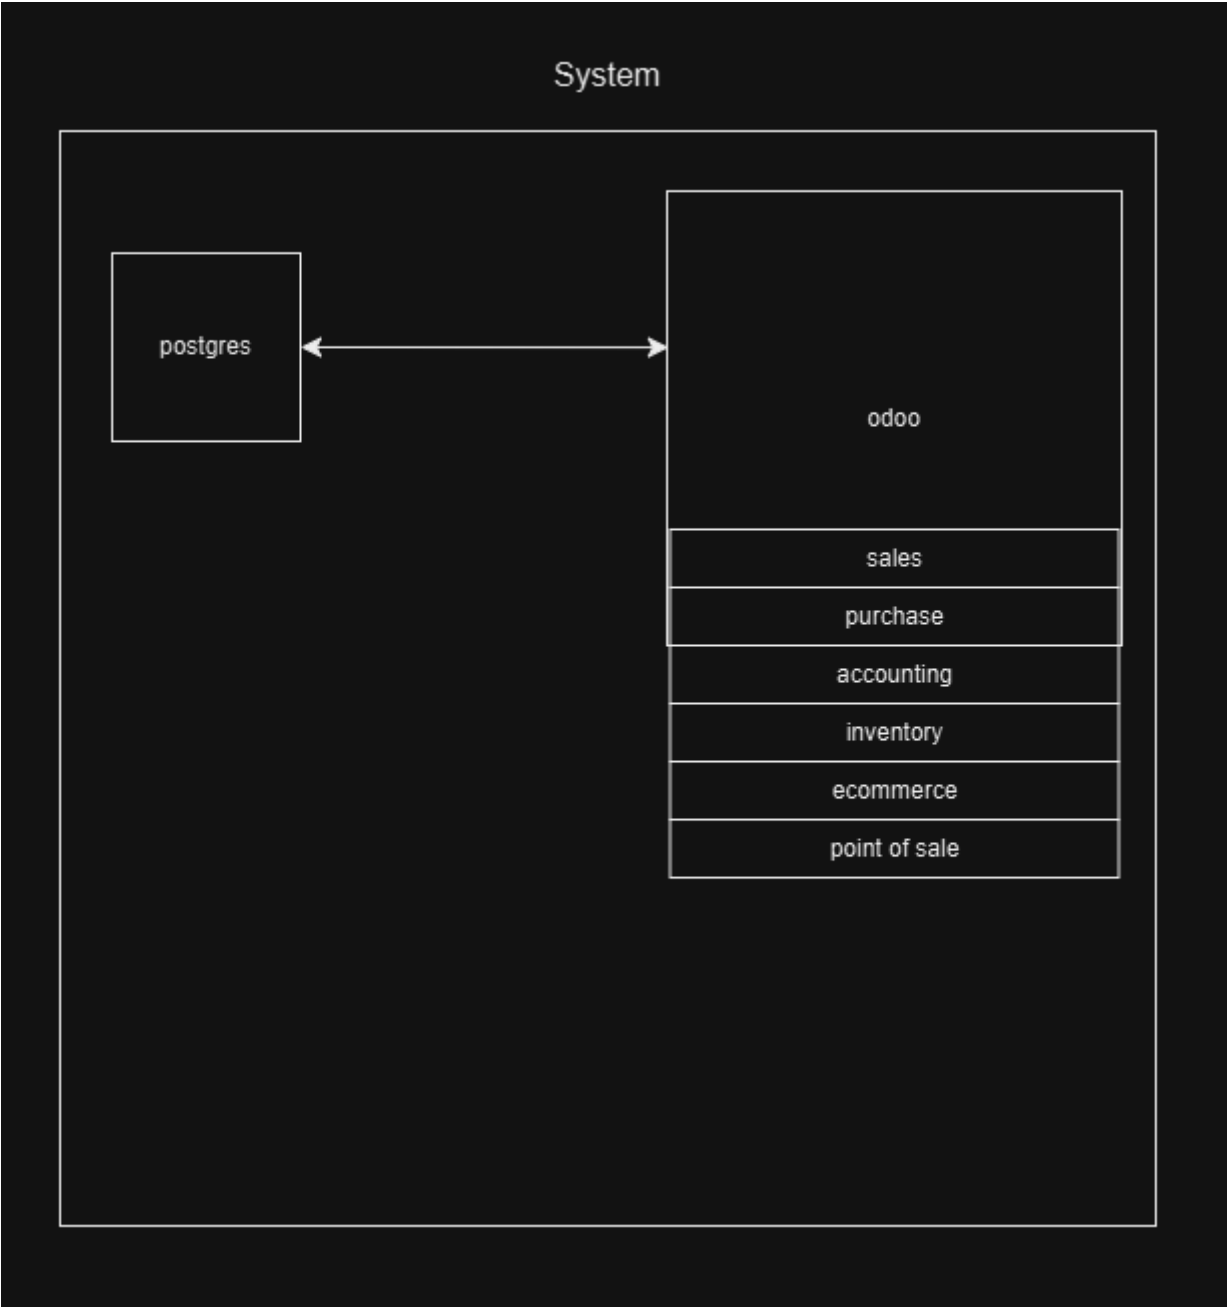 System
postgres
odoo
sales
purchase
accounting
inventory
ecommerce
point of sale